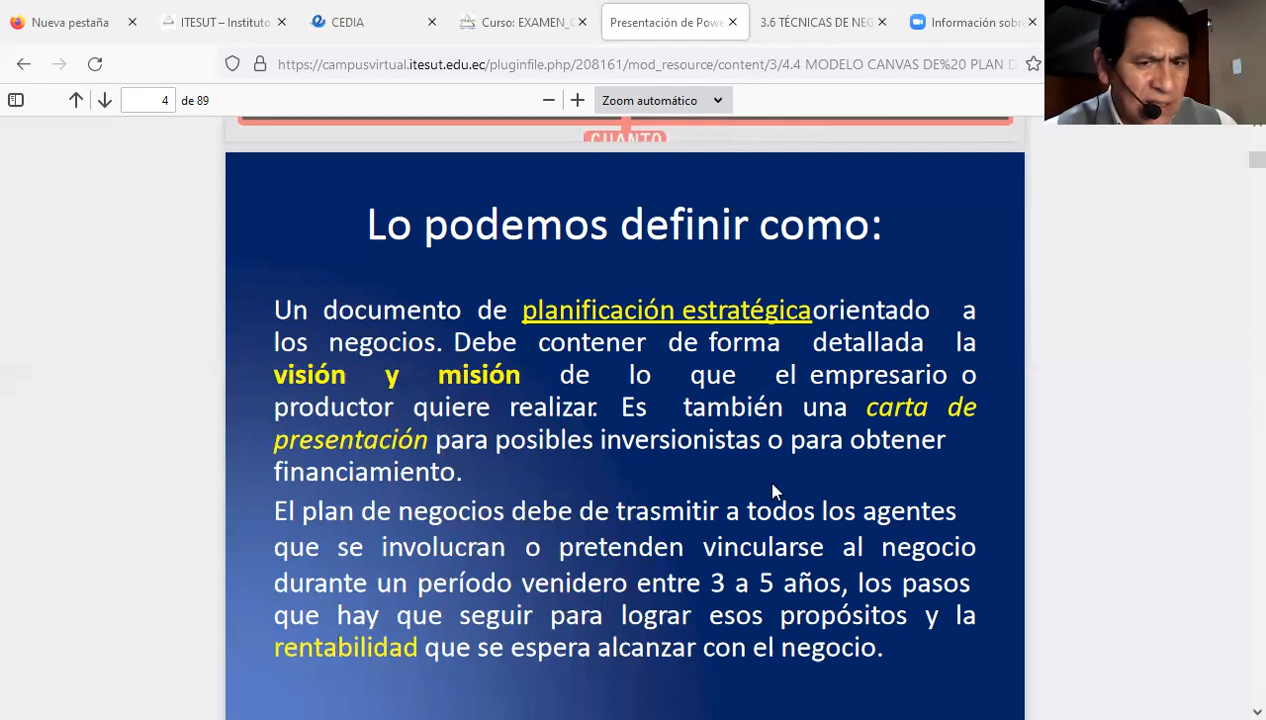 Nueva pestaña
ITESUT – Instituto
CEDIA
Curso: EXAMEN_
Presentación de Powe
3.6 TÉCNICAS DE NEG
Información sob
https://campusvirtual.itesut.edu.ec/pluginfile.php/208161/mod_resource/content/3/4.4 MODELO CANVAS DE%20 PLAN D
4 de 89
Zoom automático
CUANTO
Lo podemos definir como:
Un documento de planificación estratégicaorientado a
los negocios. Debe contener de forma detallada la
visión y misión de lo que el empresario o
productor quiere realizar. Es también una carta de
presentación para posibles inversionistas o para obtener
financiamiento.
El plan de negocios debe de trasmitir a todos los agentes
que se involucran o pretenden vincularse al negocio
durante un período venidero entre 3 a 5 años, los pasos
que hay que seguir para lograr esos propósitos y la
rentabilidad que se espera alcanzar con el negocio.